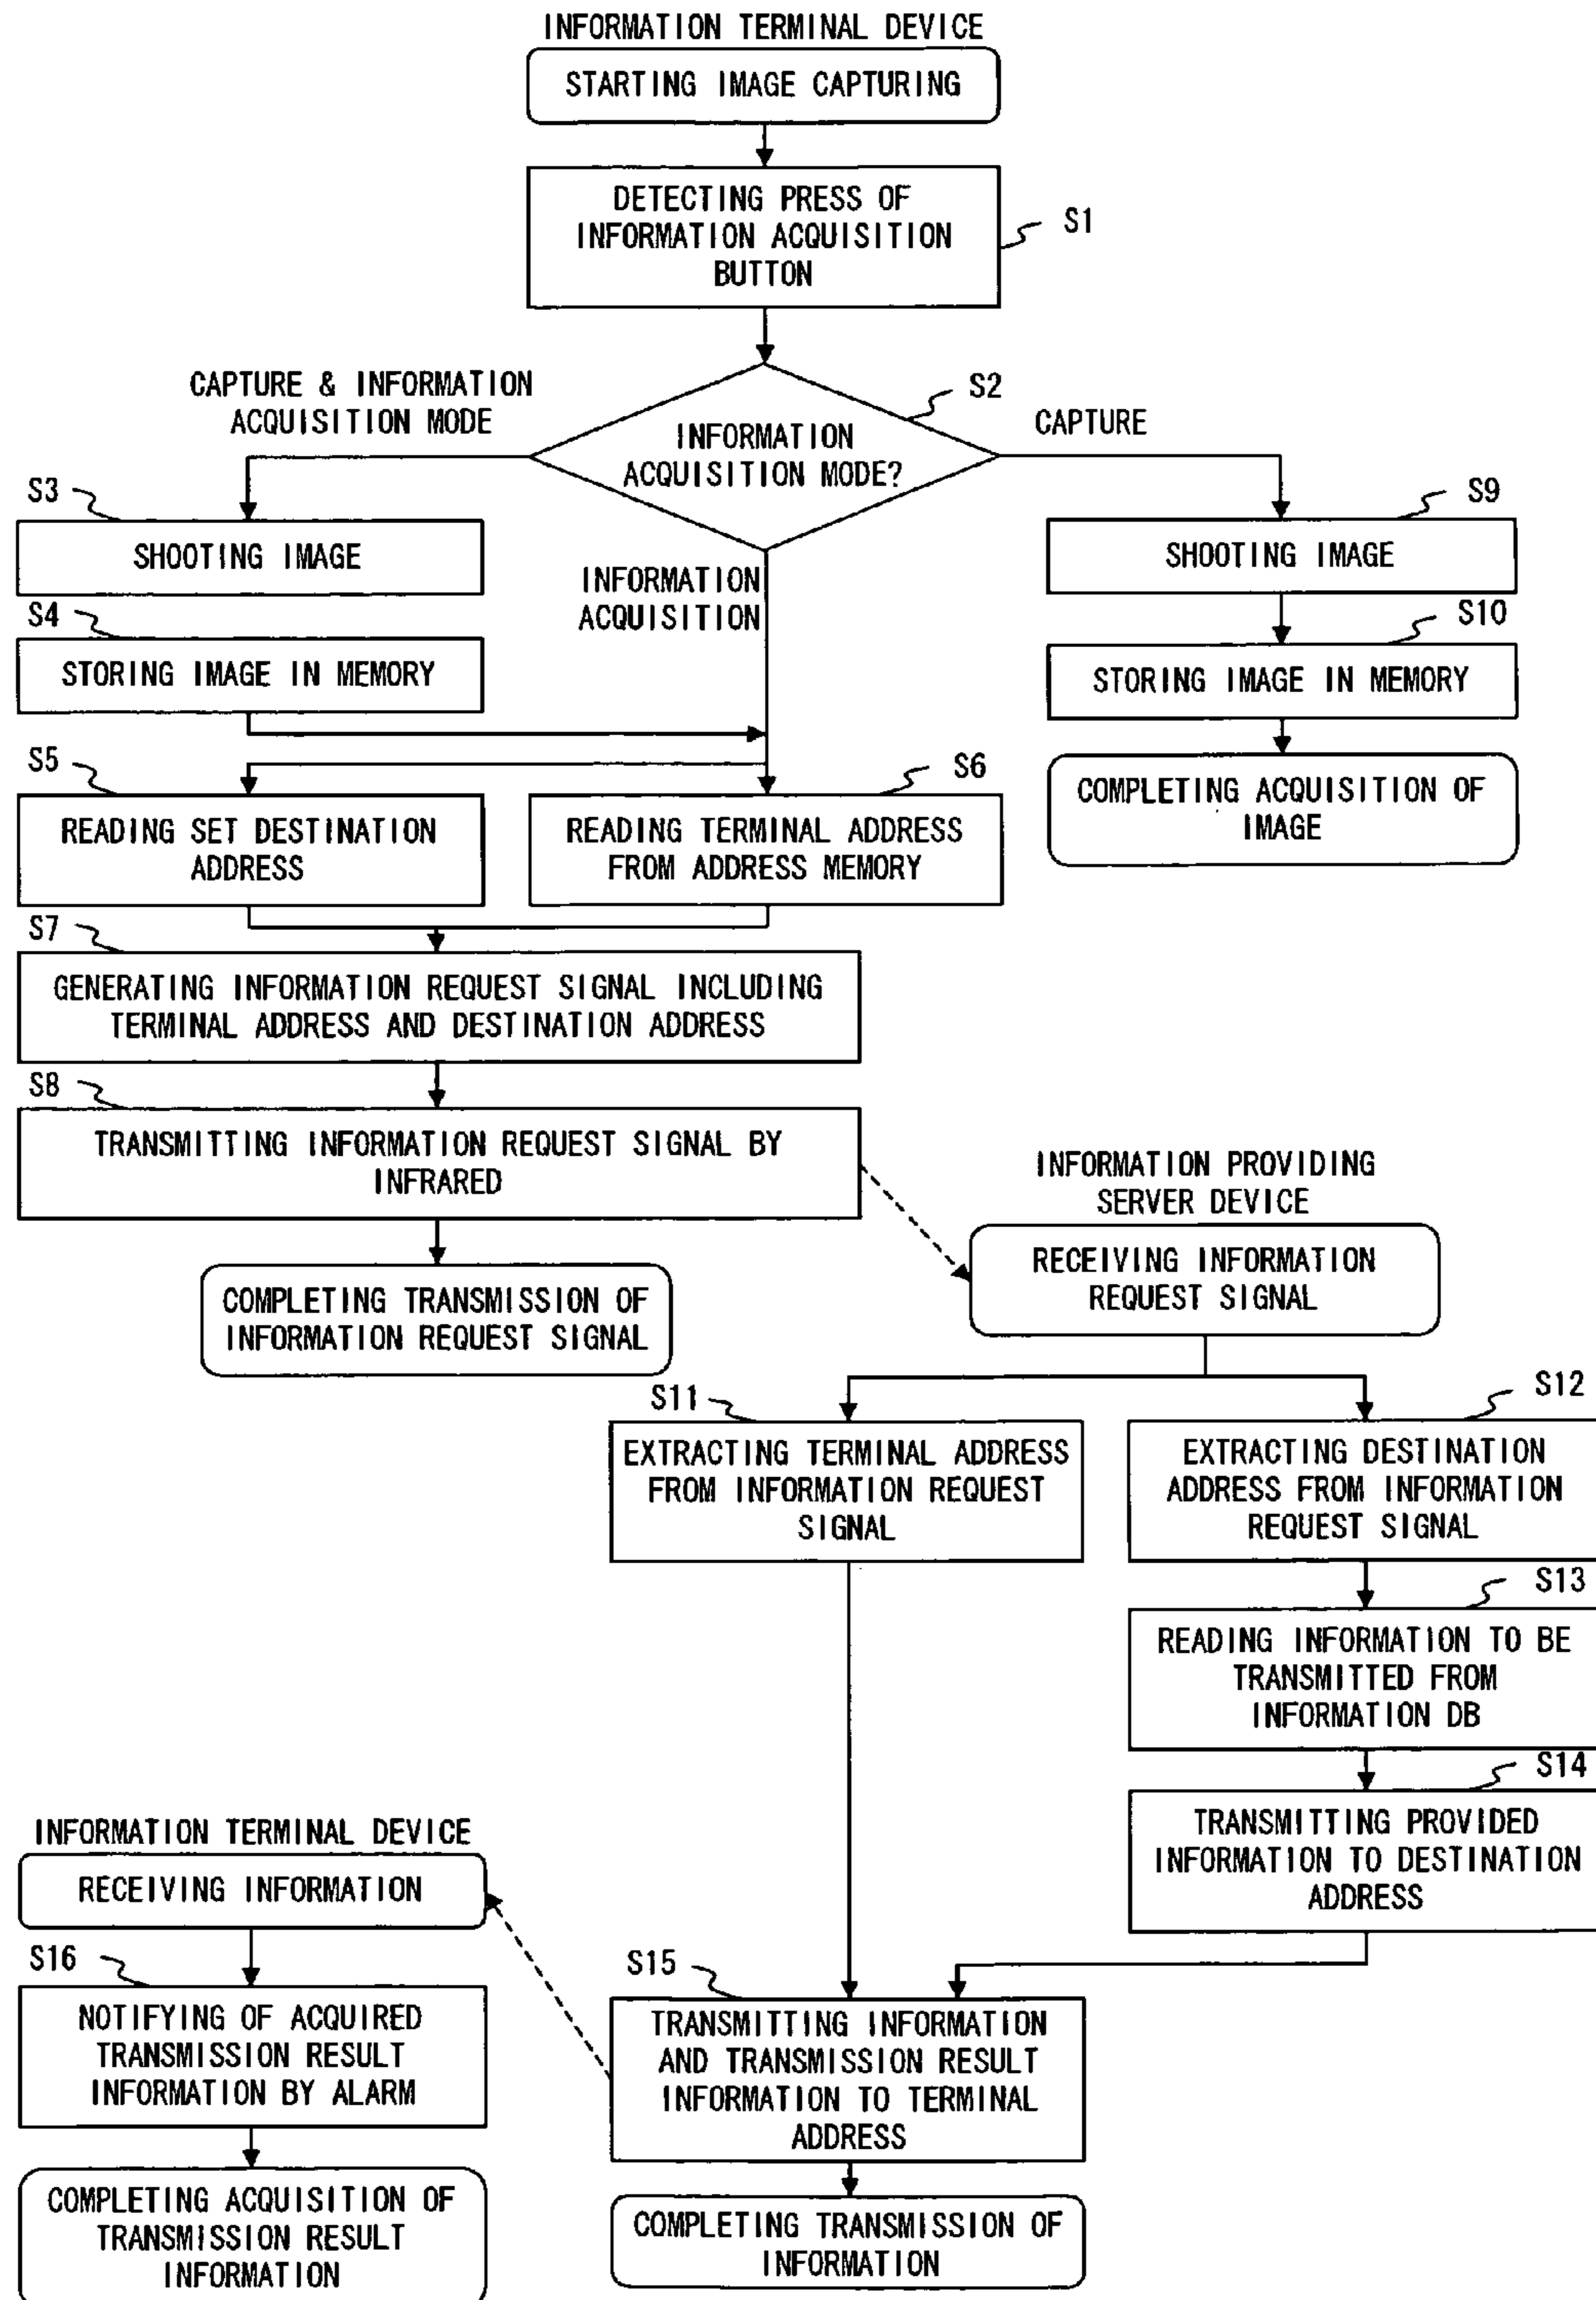 INFORMATION TERMINAL DEVICE
STARTING IMAGE CAPTURING
DETECTING PRESS OF
INFORMATION ACQUISITION
BUTTON
S1
CAPTURE & INFORMATION
ACQUISITION MODE
S2
INFORMATION
ACQUISITION MODE?
CAPTURE
S3
SHOOTING IMAGE
INFORMATION
ACQUISITION
S9
SHOOTING IMAGE
S4
STORING IMAGE IN MEMORY
S10
STORING IMAGE IN MEMORY
S5
READING SET DESTINATION
ADDRESS
S6
READING TERMINAL ADDRESS
FROM ADDRESS MEMORY
COMPLETING ACQUISITION OF
IMAGE
S7
GENERATING INFORMATION REQUEST SIGNAL INCLUDING
TERMINAL ADDRESS AND DESTINATION ADDRESS
S8
TRANSMITTING INFORMATION REQUEST SIGNAL BY
INFRARED
COMPLETING TRANSMISSION OF
INFORMATION REQUEST SIGNAL
INFORMATION PROVIDING
SERVER DEVICE
RECEIVING INFORMATION
REQUEST SIGNAL
S11
EXTRACTING TERMINAL ADDRESS
FROM INFORMATION REQUEST
SIGNAL
S12
EXTRACTING DESTINATION
ADDRESS FROM INFORMATION
REQUEST SIGNAL
S13
READING INFORMATION TO BE
TRANSMITTED FROM
INFORMATION DB
S14
TRANSMITTING PROVIDED
INFORMATION TO DESTINATION
ADDRESS
S15
TRANSMITTING INFORMATION
AND TRANSMISSION RESULT
INFORMATION TO TERMINAL
ADDRESS
COMPLETING TRANSMISSION OF
INFORMATION
INFORMATION TERMINAL DEVICE
RECEIVING INFORMATION
S16
NOTIFYING OF ACQUIRED
TRANSMISSION RESULT
INFORMATION BY ALARM
COMPLETING ACQUISITION OF
TRANSMISSION RESULT
INFORMATION